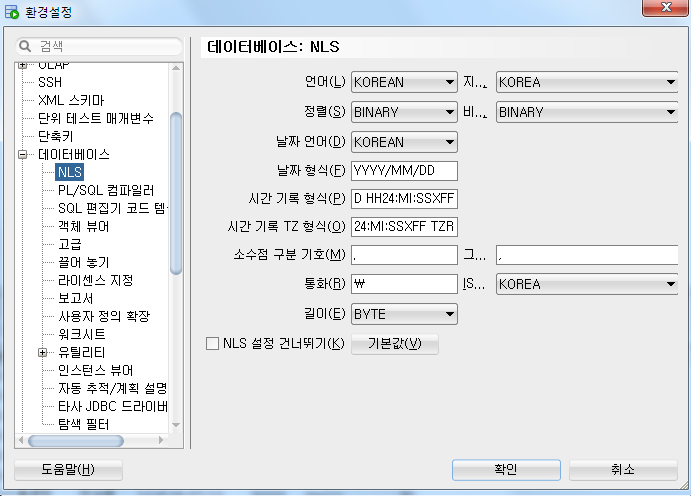 환경설정
검색
데이터베이스: NLS
OLAP
SSH
XML 스키마
단위 테스트 매개변수
단축키
데이터베이스
NLS
PL/SQL 컴파일러
SQL 편집기 코드 템
객체 뷰어
고급
끌어 놓기
라이센스 지정
보고서
사용자 정의 확장
워크시트
유틸리티
인스턴스 뷰어
자동 추적/계획 설명
타사 JDBC 드라이버
탐색 필터
언어(L) KOREAN 지... KOREA
정렬(S) BINARY 비... BINARY
날짜 언어(D) KOREAN
날짜 형식(F) YYYY/MM/DD
시간 기록 형식(P) D HH24:MI:SSXFF
시간 기록 TZ 형식(O) 24:MI:SSXFF TZR
소수점 구분 기호(M) . 그... ,
통화(R) ₩ IS... KOREA
길이(E) BYTE
NLS 설정 건너뛰기(K) 기본값(V)
도움말(H) 확인 취소